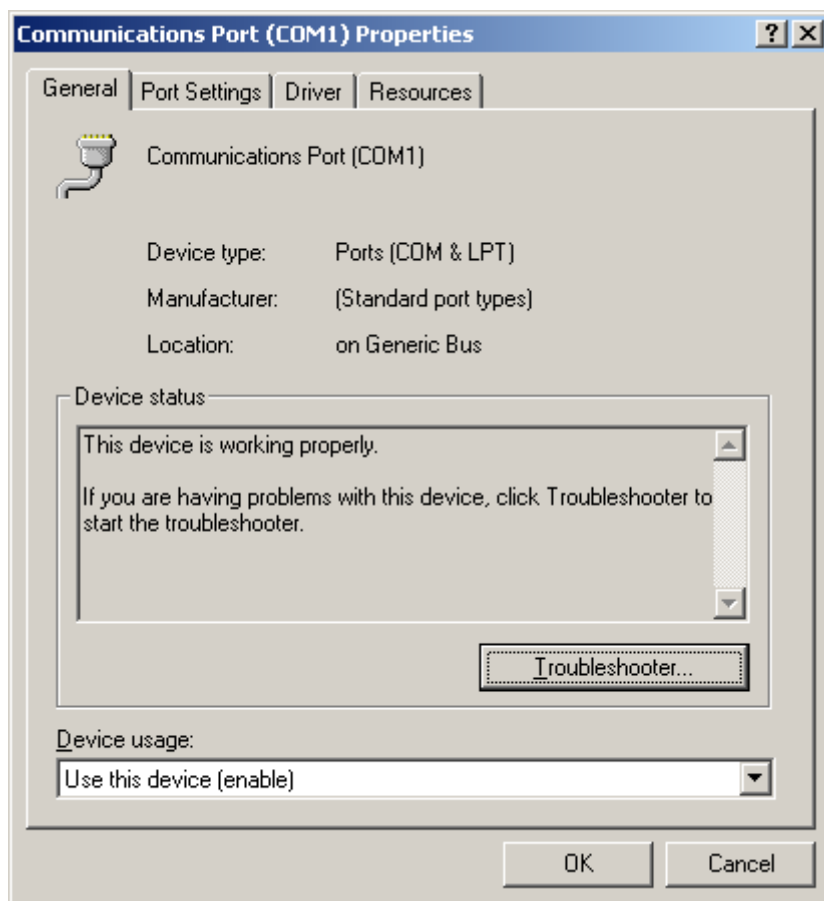 Communications Port (COM1) Properties
General Port Settings Driver Resources
Communications Port (COM1)
Device type: Ports (COM & LPT)
Manufacturer: (Standard port types)
Location: on Generic Bus
Device status
This device is working properly.
If you are having problems with this device, click Troubleshooter to
start the troubleshooter.
Troubleshooter...
Device usage:
Use this device (enable)
OK Cancel